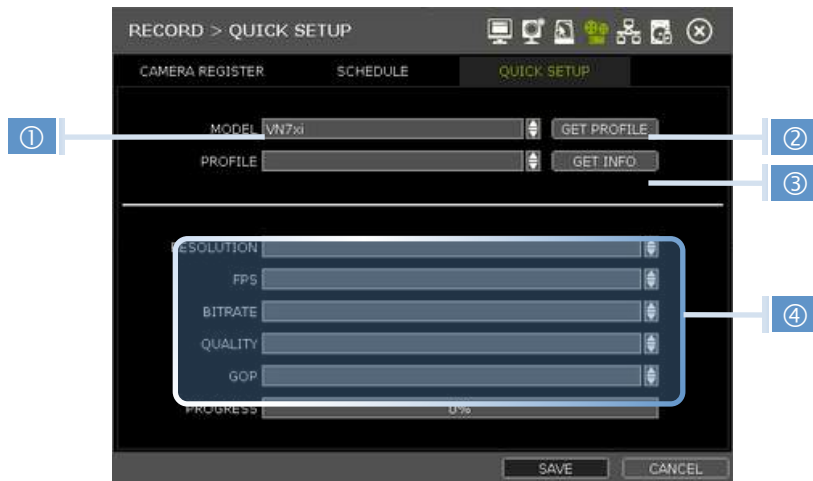 RECORD > QUICK SETUP
CAMERA REGISTER SCHEDULE QUICK SETUP
① MODEL VN7xi GET PROFILE ②
PROFILE GET INFO
③
RESOLUTION
FPS
BITRATE ④
QUALITY
GOP
PROGRESS 0%
SAVE CANCEL